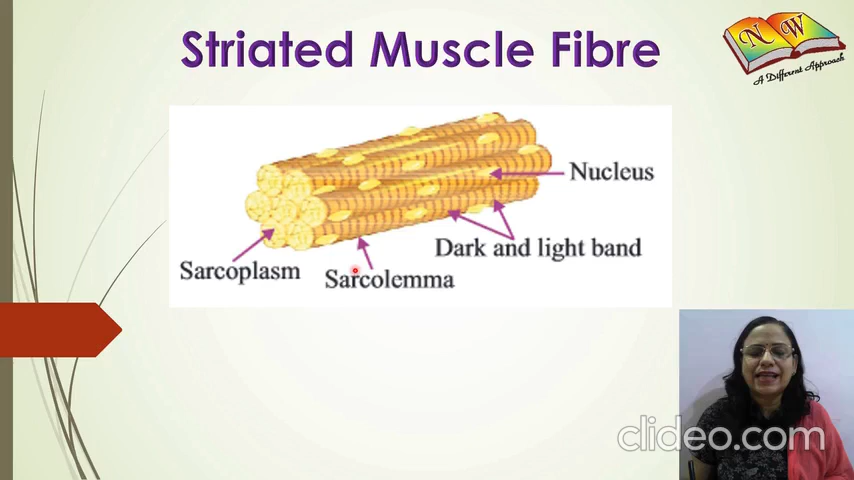 Striated Muscle Fibre
N W
A Different Approach
Nucleus
Dark and light band
Sarcoplasm
Sarcolemma
clideo.com